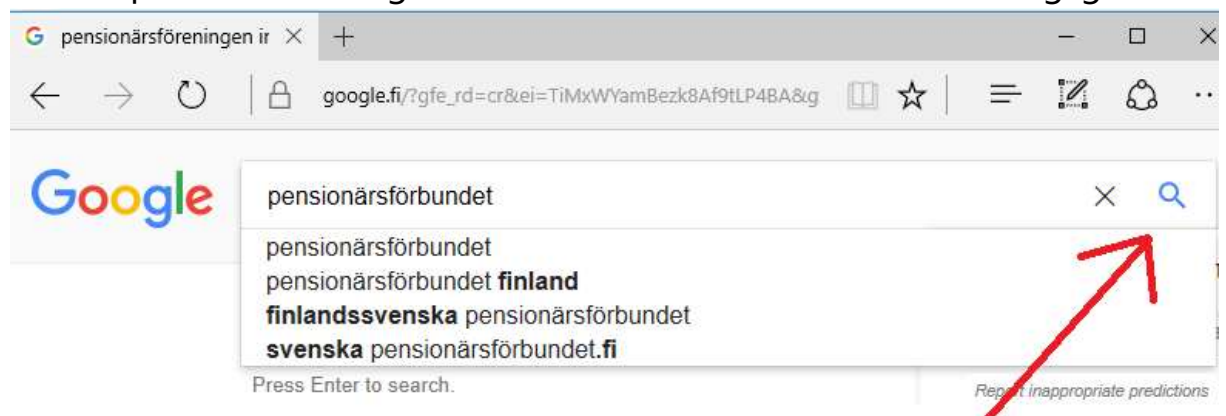 G pensionärsföreningen ir
google.fi/?gfe_rd=cr&ei=TiMxWYamBezk8Af9tLP4BA&g
Google
pensionärsförbundet
pensionärsförbundet
pensionärsförbundet finland
finlandssvenska pensionärsförbundet
svenska pensionärsförbundet.fi
Press Enter to search.
Report inappropriate predictions